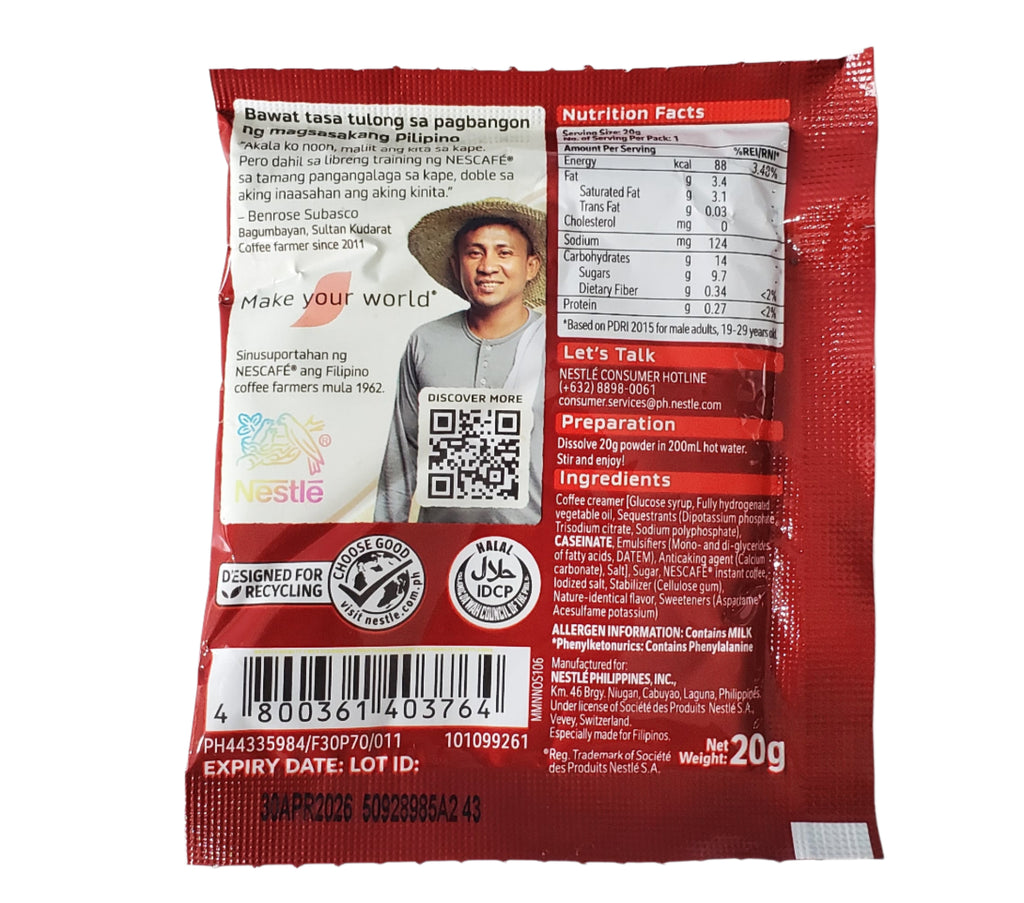 Bawat tasa tulong sa pagbangon
ng magsasakang Pilipino
"Akala ko noon, maliit ang kita sa kape.
Pero dahil sa libreng training ng NESCAFÉ®
sa tamang pangangalaga sa kape, doble sa
aking inaasahan ang aking kinita."
– Benrose Subasco
Bagumbayan, Sultan Kudarat
Coffee farmer since 2011
Make your world®
Sinusuportahan ng
NESCAFÉ® ang Filipino
coffee farmers mula 1962.
Nestlé
®
DISCOVER MORE
DESIGNED FOR
RECYCLING
CHOOSE GOOD
visit nestle.com.ph
HALAL
حلال
IDCP
4 800361 403764
MMNNOS106
PH44335984/F30P70/011 101099261
EXPIRY DATE: LOT ID:
30APR2026 50928985A2 43
Nutrition Facts
Serving Size: 20g
No. of Serving Per Pack: 1
Amount Per Serving %REI/RNI*
Energy kcal 88 3.48%
Fat g 3.4 -
Saturated Fat g 3.1 -
Trans Fat g 0.03 -
Cholesterol mg 0 -
Sodium mg 124 -
Carbohydrates g 14 -
Sugars g 9.7 -
Dietary Fiber g 0.34 <2%
Protein g 0.27 <2%
*Based on PDRI 2015 for male adults, 19-29 years old
Let's Talk
NESTLÉ CONSUMER HOTLINE
(+632) 8898-0061
consumer.services@ph.nestle.com
Preparation
Dissolve 20g powder in 200mL hot water.
Stir and enjoy!
Ingredients
Coffee creamer [Glucose syrup, Fully hydrogenated
vegetable oil, Sequestrants (Dipotassium phosphate,
Trisodium citrate, Sodium polyphosphate),
CASEINATE, Emulsifiers (Mono- and di-glycerides
of fatty acids, DATEM), Anticaking agent (Calcium
carbonate), Salt], Sugar, NESCAFÉ® instant coffee,
Iodized salt, Stabilizer (Cellulose gum),
Nature-identical flavor, Sweeteners (Aspartame*,
Acesulfame potassium)
ALLERGEN INFORMATION: Contains MILK
*Phenylketonurics: Contains Phenylalanine
Manufactured for:
NESTLÉ PHILIPPINES, INC.,
Km. 46 Brgy. Niugan, Cabuyao, Laguna, Philippines.
Under license of Société des Produits Nestlé S.A.,
Vevey, Switzerland.
Especially made for Filipinos.
®Reg. Trademark of Société
des Produits Nestlé S.A.
Net Weight: 20g